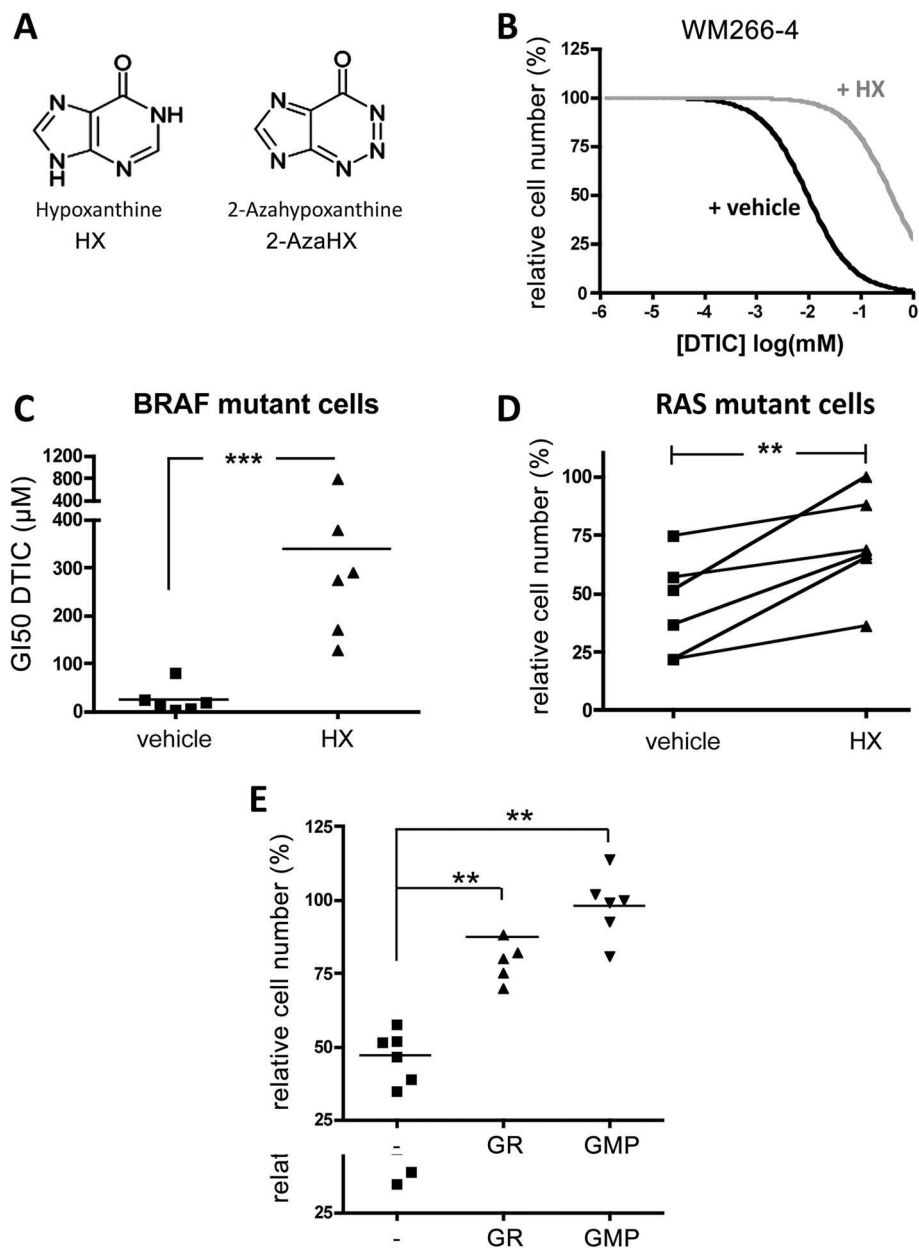 A
O
N
NH
N
H
N
Hypoxanthine
HX
O
N
N
N
N
N
2-Azahypoxanthine
2-AzaHX
B
WM266-4
relative cell number (%)
125
100
75
50
25
0
+ HX
+ vehicle
-6 -5 -4 -3 -2 -1 0
[DTIC] log(mM)
C
BRAF mutant cells
GI50 DTIC (µM)
1200
800
400
400
300
200
100
0
***
vehicle HX
D
RAS mutant cells
relative cell number (%)
100
75
50
25
0
**
vehicle HX
E
relative cell number (%)
125
100
75
50
25
**
**
- GR GMP
relat
25
- GR GMP